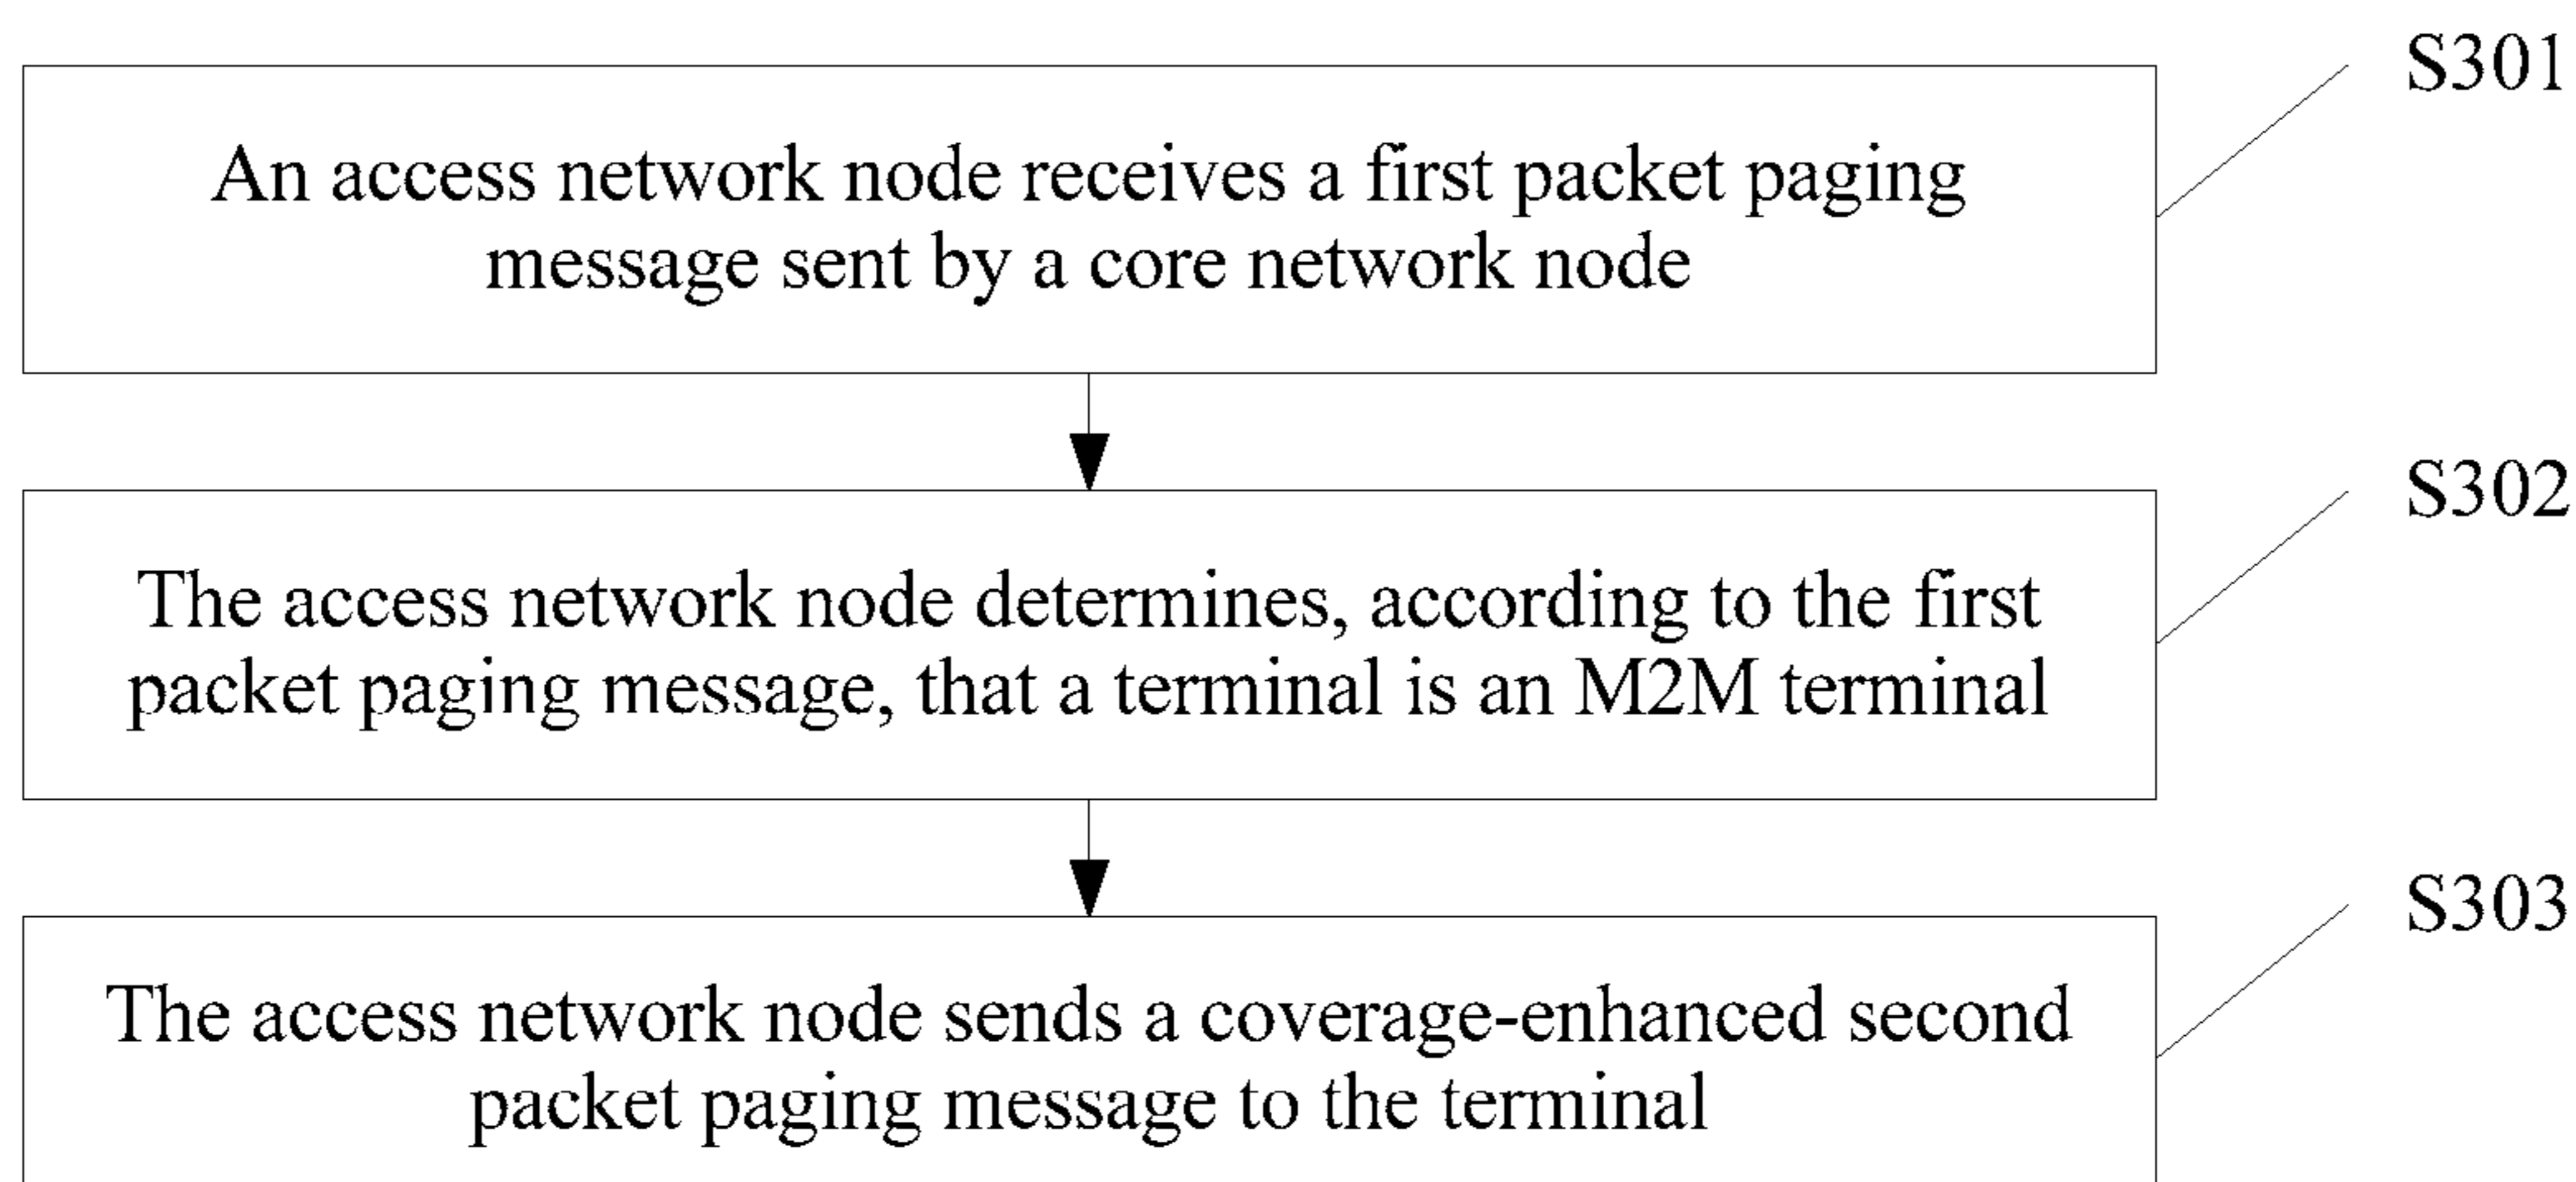 S301
An access network node receives a first packet paging
message sent by a core network node
S302
The access network node determines, according to the first
packet paging message, that a terminal is an M2M terminal
S303
The access network node sends a coverage-enhanced second
packet paging message to the terminal